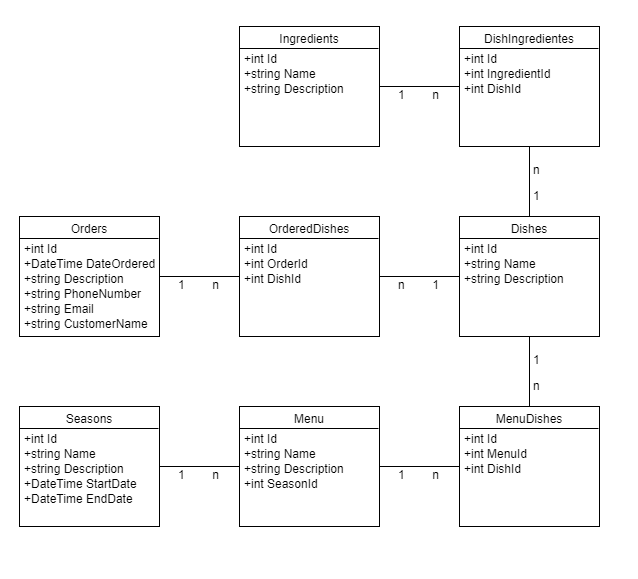 Ingredients
+int Id
+string Name
+string Description
DishIngredientes
+int Id
+int IngredientId
+int DishId
1 n
n
1
Orders
+int Id
+DateTime DateOrdered
+string Description
+string PhoneNumber
+string Email
+string CustomerName
1 n
OrderedDishes
+int Id
+int OrderId
+int DishId
n 1
Dishes
+int Id
+string Name
+string Description
1
n
Seasons
+int Id
+string Name
+string Description
+DateTime StartDate
+DateTime EndDate
1 n
Menu
+int Id
+string Name
+string Description
+int SeasonId
1 n
MenuDishes
+int Id
+int MenuId
+int DishId